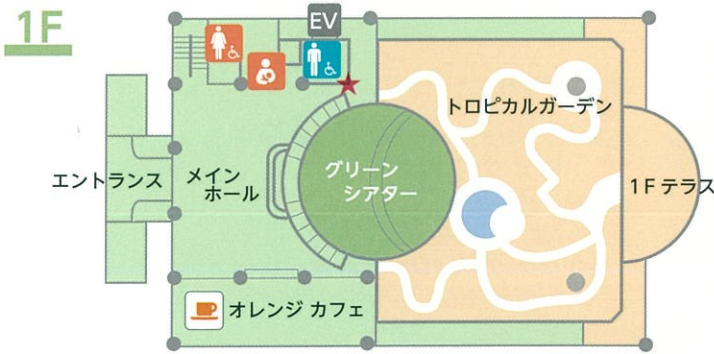 1F
EV
トロピカルガーデン
エントランス
メイン
ホール
グリーン
シアター
1Fテラス
オレンジ カフェ